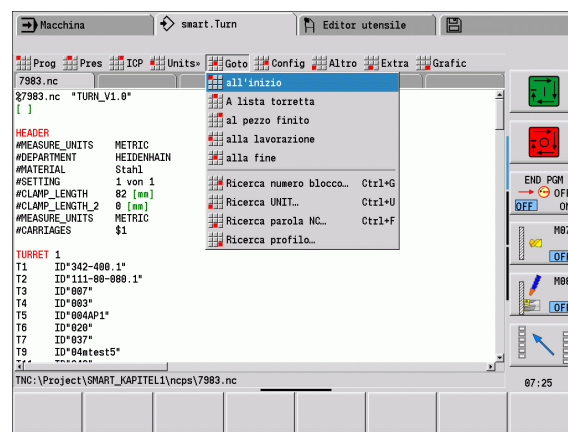 Macchina smart.Turn Editor utensile
Prog Pres ICP Units» Goto Config Altro Extra Grafic
7983.nc
%7983.nc "TURN_V1.0"
[ ]
HEADER
#MEASURE_UNITS METRIC
#DEPARTMENT HEIDENHAIN
#MATERIAL Stahl
#SETTING 1 von 1
#CLAMP_LENGTH 82 [mm]
#CLAMP_LENGTH_2 0 [mm]
#MEASURE_UNITS METRIC
#CARRIAGES $1
TURRET 1
T1 ID"342-400.1"
T2 ID"111-80-080.1"
T3 ID"007"
T4 ID"003"
T5 ID"004AP1"
T6 ID"020"
T7 ID"037"
T9 ID"04mtest5"
all'inizio
A lista torretta
al pezzo finito
alla lavorazione
alla fine
Ricerca numero blocco… Ctrl+G
Ricerca UNIT… Ctrl+U
Ricerca parola NC… Ctrl+F
Ricerca profilo…
TNC:\Project\SMART_KAPITEL1\ncps\7983.nc
END PGM
OFF
OFF ON
M07
OFF
M08
OFF
07:25